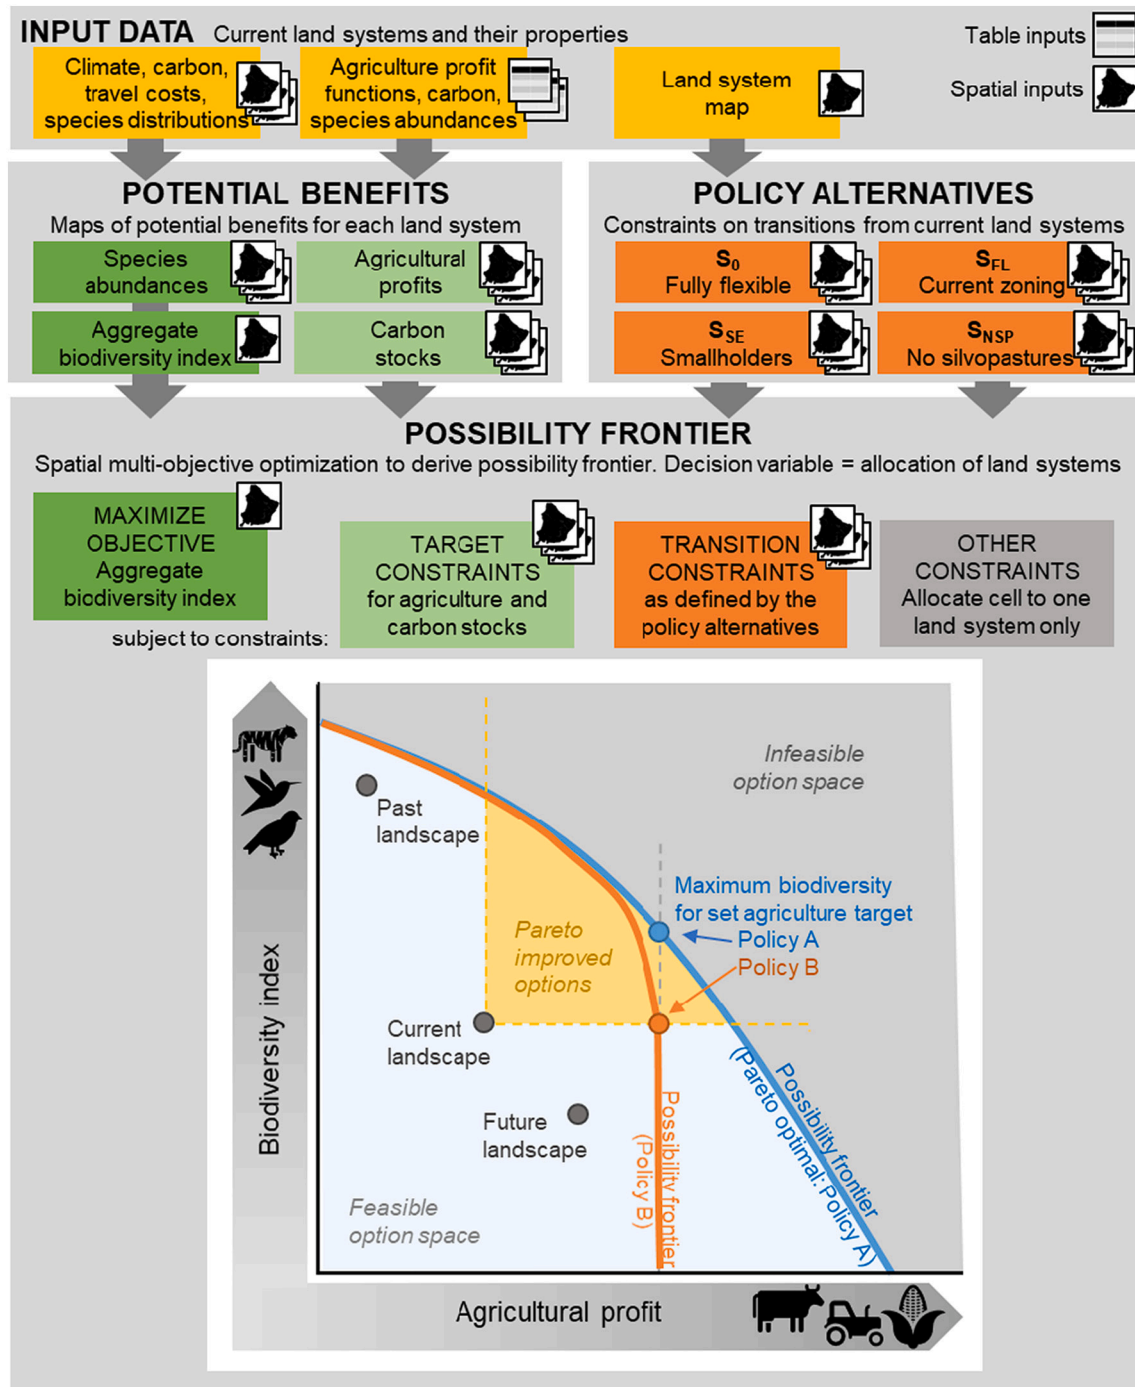 INPUT DATA Current land systems and their properties
Table inputs
Spatial inputs
Climate, carbon,
travel costs,
species distributions
Agriculture profit
functions, carbon,
species abundances
Land system
map
POTENTIAL BENEFITS
Maps of potential benefits for each land system
Species
abundances
Agricultural
profits
Aggregate
biodiversity index
Carbon
stocks
POLICY ALTERNATIVES
Constraints on transitions from current land systems
S0
Fully flexible
SFL
Current zoning
SSE
Smallholders
SNSP
No silvopastures
POSSIBILITY FRONTIER
Spatial multi-objective optimization to derive possibility frontier. Decision variable = allocation of land systems
MAXIMIZE
OBJECTIVE
Aggregate
biodiversity index
subject to constraints:
TARGET
CONSTRAINTS
for agriculture and
carbon stocks
TRANSITION
CONSTRAINTS
as defined by the
policy alternatives
OTHER
CONSTRAINTS
Allocate cell to one
land system only
Biodiversity index
Infeasible
option space
Past
landscape
Maximum biodiversity
for set agriculture target
Policy A
Policy B
Pareto
improved
options
Current
landscape
Future
landscape
Feasible
option space
Possibility frontier
(Policy B)
Possibility frontier
(Pareto optimal: Policy A)
Agricultural profit